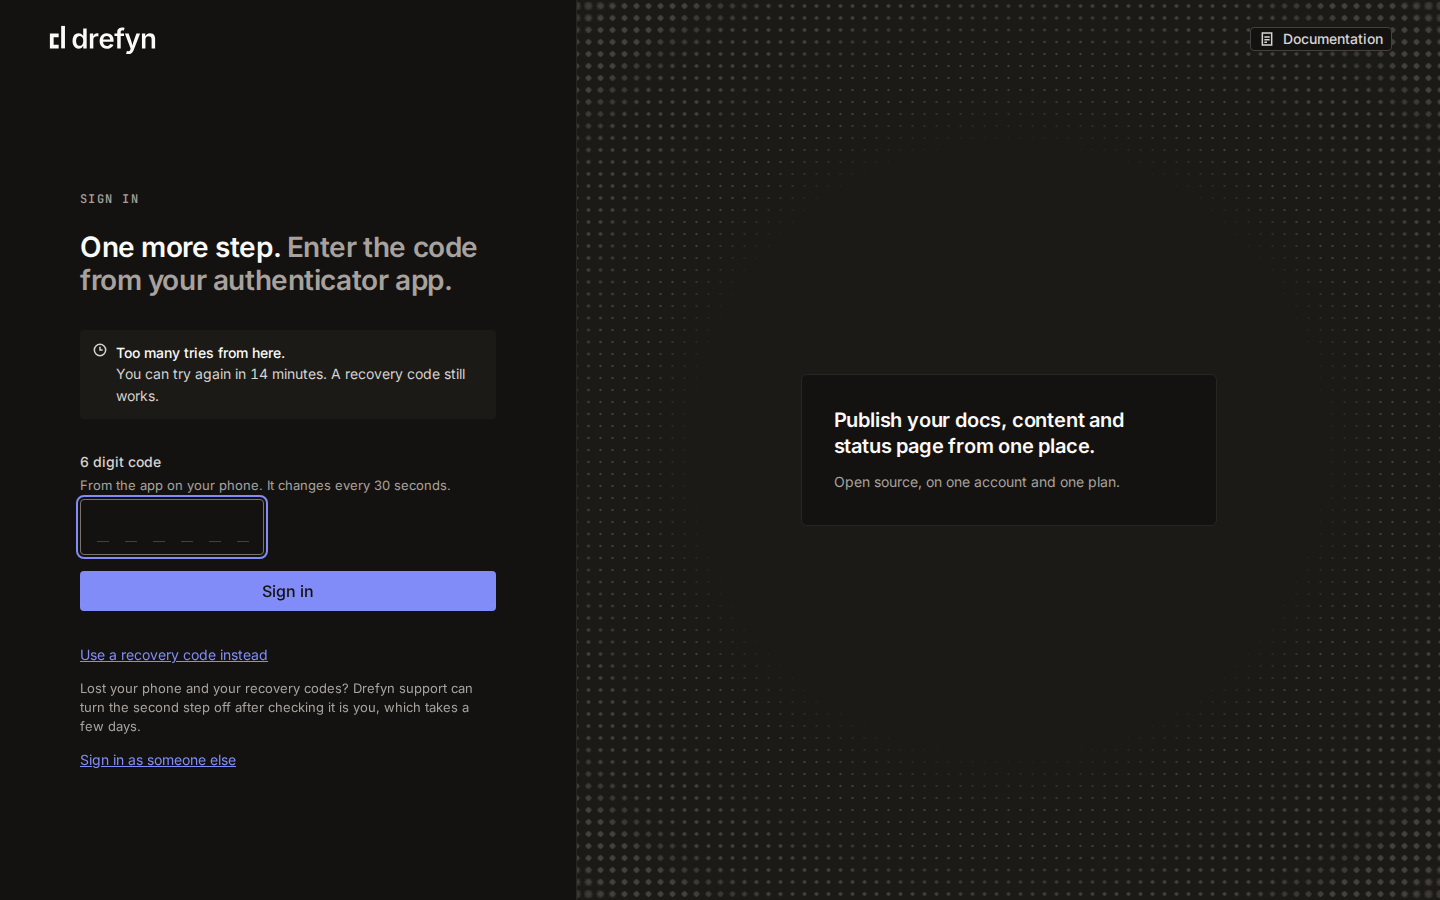 drefyn
Documentation
SIGN IN
One more step. Enter the code
from your authenticator app.
Too many tries from here.
You can try again in 14 minutes. A recovery code still
works.
6 digit code
From the app on your phone. It changes every 30 seconds.
_ _ _ _ _ _
Sign in
Use a recovery code instead
Lost your phone and your recovery codes? Drefyn support can
turn the second step off after checking it is you, which takes a
few days.
Sign in as someone else
Publish your docs, content and
status page from one place.
Open source, on one account and one plan.